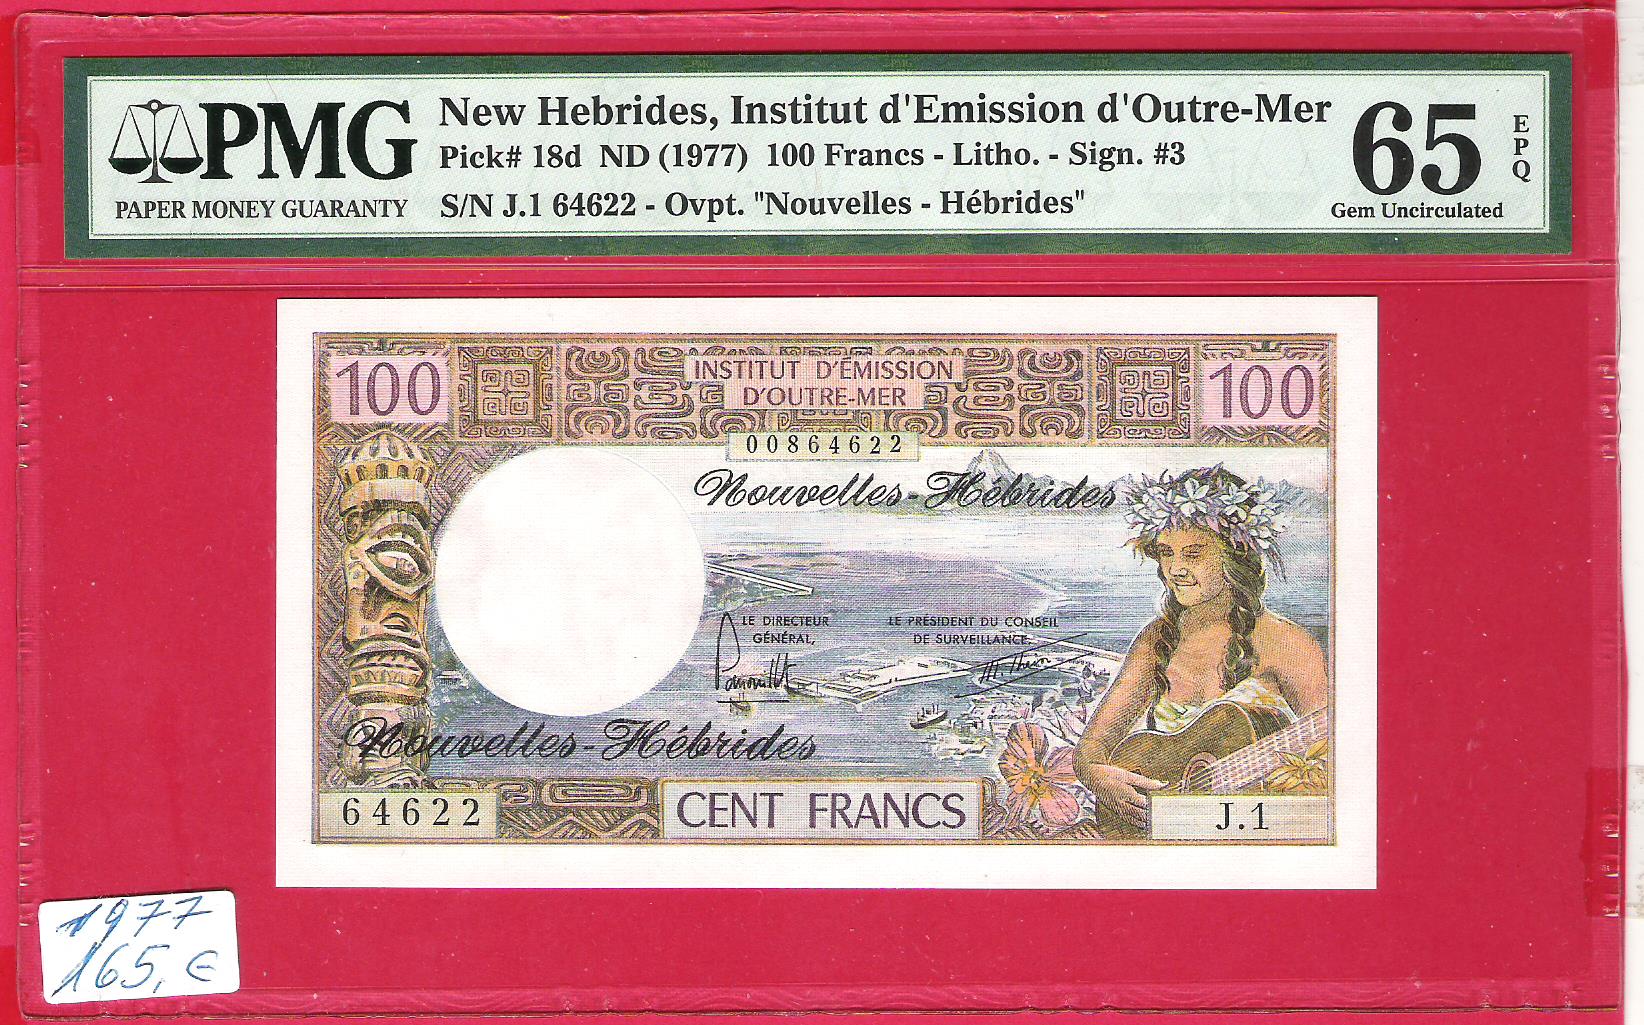 PMG
PAPER MONEY GUARANTY
New Hebrides, Institut d'Emission d'Outre-Mer
Pick# 18d ND (1977) 100 Francs - Litho. - Sign. #3
S/N J.1 64622 - Ovpt. "Nouvelles - Hébrides"
65
EPQ
Gem Uncirculated
100
INSTITUT D'ÉMISSION
D'OUTRE-MER
100
00864622
Nouvelles-Hébrides
LE DIRECTEUR
GÉNÉRAL,
LE PRÉSIDENT DU CONSEIL
DE SURVEILLANCE,
Nouvelles-Hébrides
64622
CENT FRANCS
J.1
1977
165,€